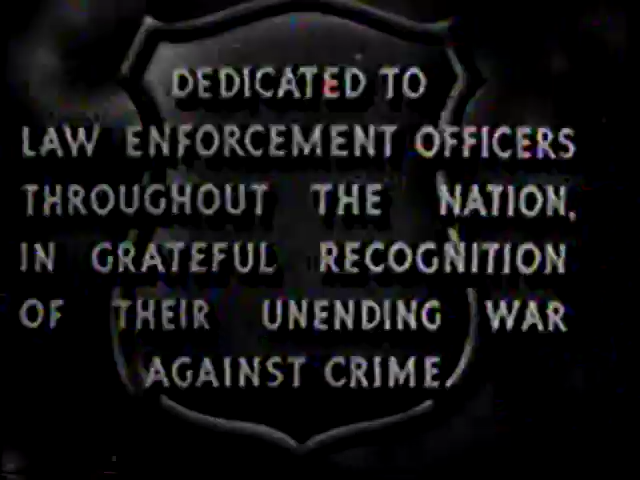 DEDICATED TO
LAW ENFORCEMENT OFFICERS
THROUGHOUT THE NATION,
IN GRATEFUL RECOGNITION
OF THEIR UNENDING WAR
AGAINST CRIME